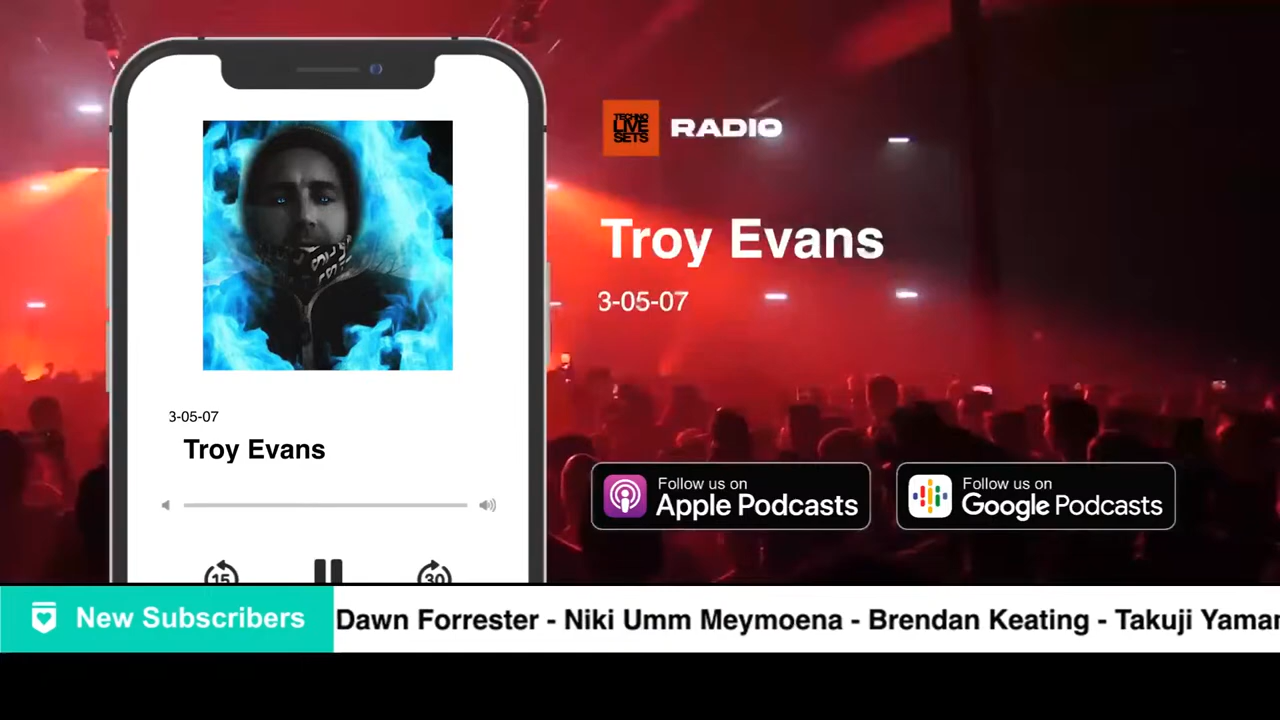 TECHNO
LIVE
SETS
RADIO
Troy Evans
3-05-07
3-05-07
Troy Evans
Follow us on
Apple Podcasts
Follow us on
Google Podcasts
15
30
New Subscribers
Dawn Forrester - Niki Umm Meymoena - Brendan Keating - Takuji